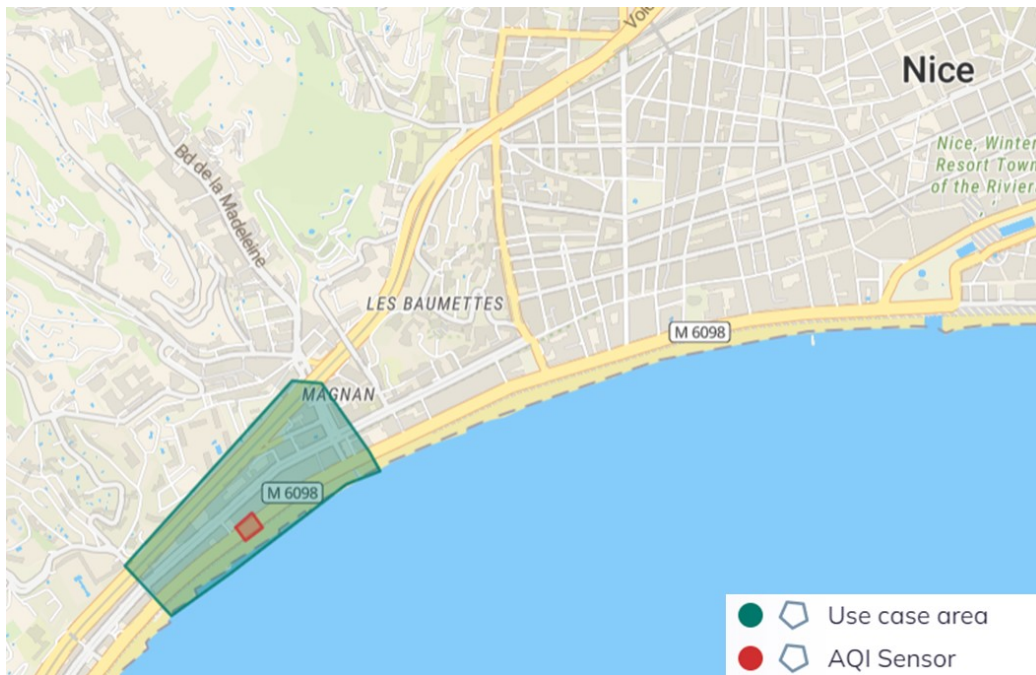 Nice
Nice, Winter
Resort Town
of the Rivier
Bd de la Madeleine
LES BAUMETTES
M 6098
MAGNAN
M 6098
Use case area
AQI Sensor